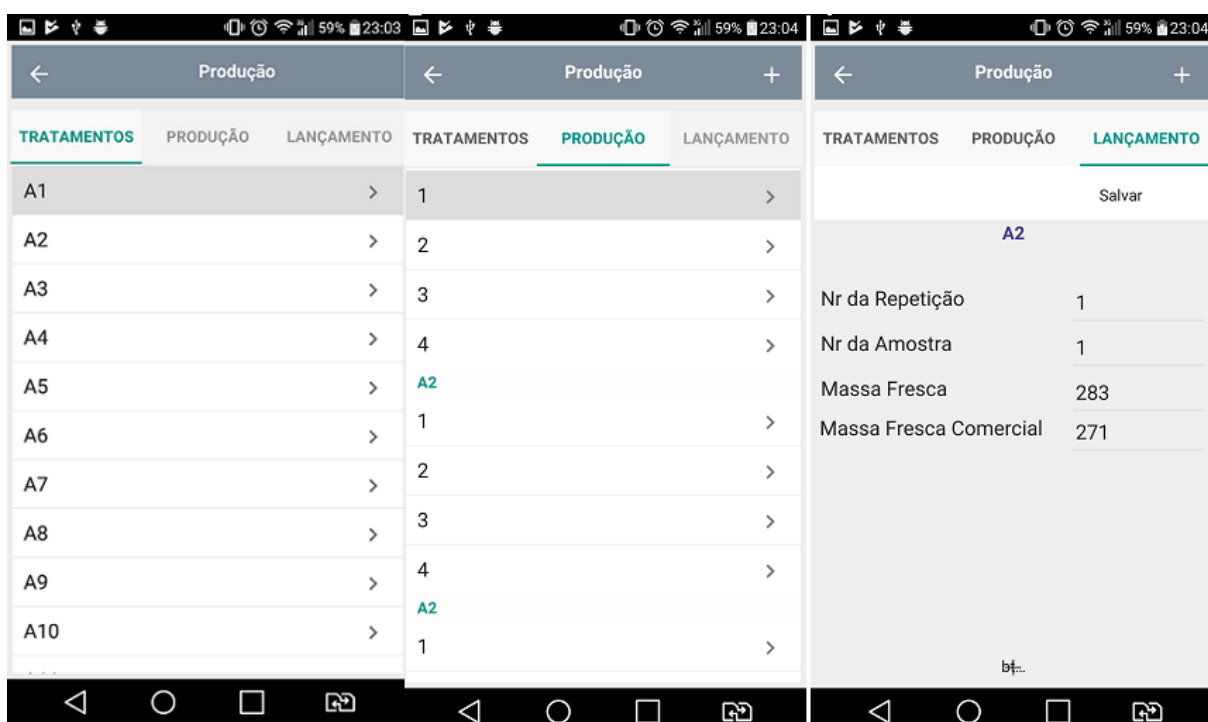 59% 23:03
Produção
TRATAMENTOS PRODUÇÃO LANÇAMENTO
A1
A2
A3
A4
A5
A6
A7
A8
A9
A10
59% 23:04
Produção +
TRATAMENTOS PRODUÇÃO LANÇAMENTO
1
2
3
4
A2
1
2
3
4
A2
1
59% 23:04
Produção +
TRATAMENTOS PRODUÇÃO LANÇAMENTO
Salvar
A2
Nr da Repetição 1
Nr da Amostra 1
Massa Fresca 283
Massa Fresca Comercial 271